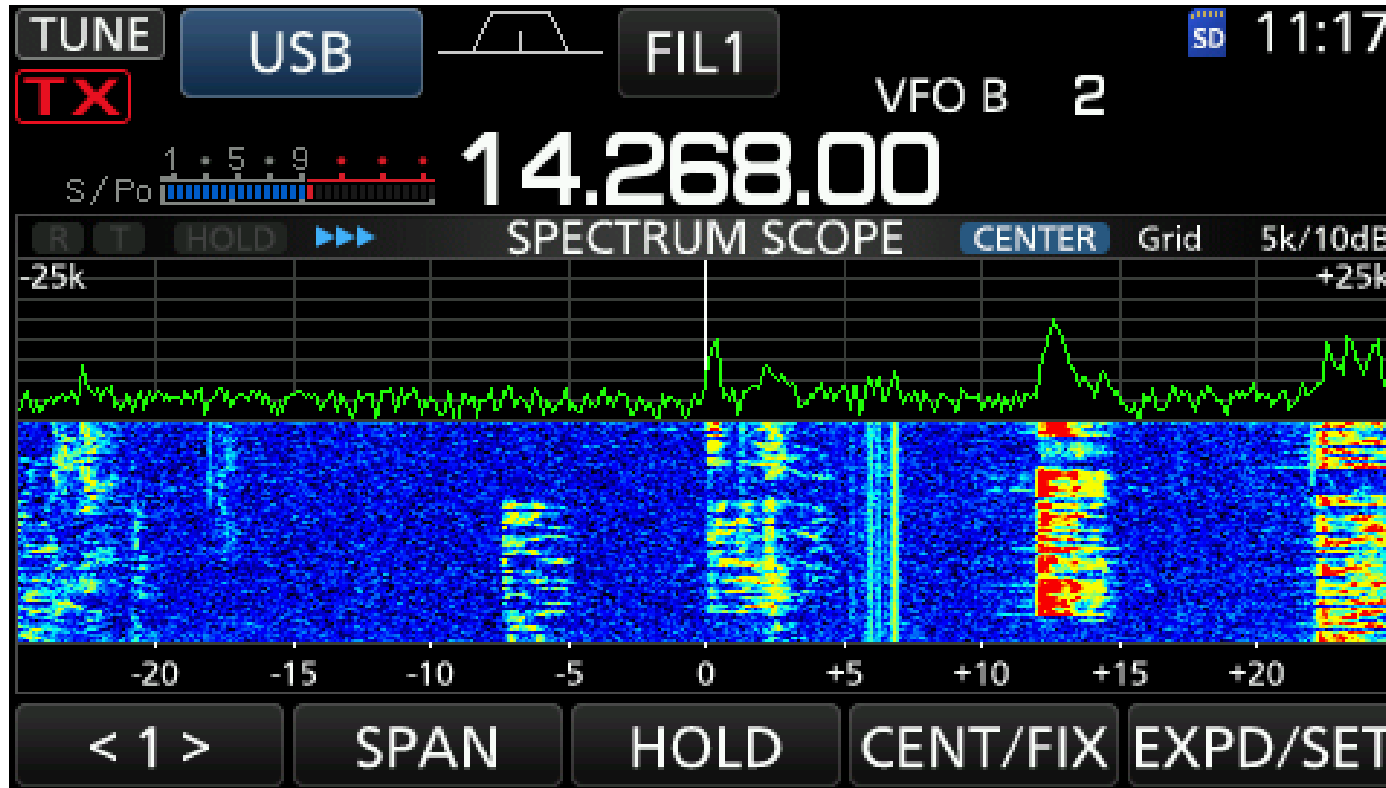 TUNE USB FIL1 SD 11:17
TX VFO B 2
1 • 5 • 9 • • •
S/Po 14.268.00
R T HOLD SPECTRUM SCOPE CENTER Grid 5k/10dB
-25k +25k
-20 -15 -10 -5 0 +5 +10 +15 +20
< 1 > SPAN HOLD CENT/FIX EXPD/SET